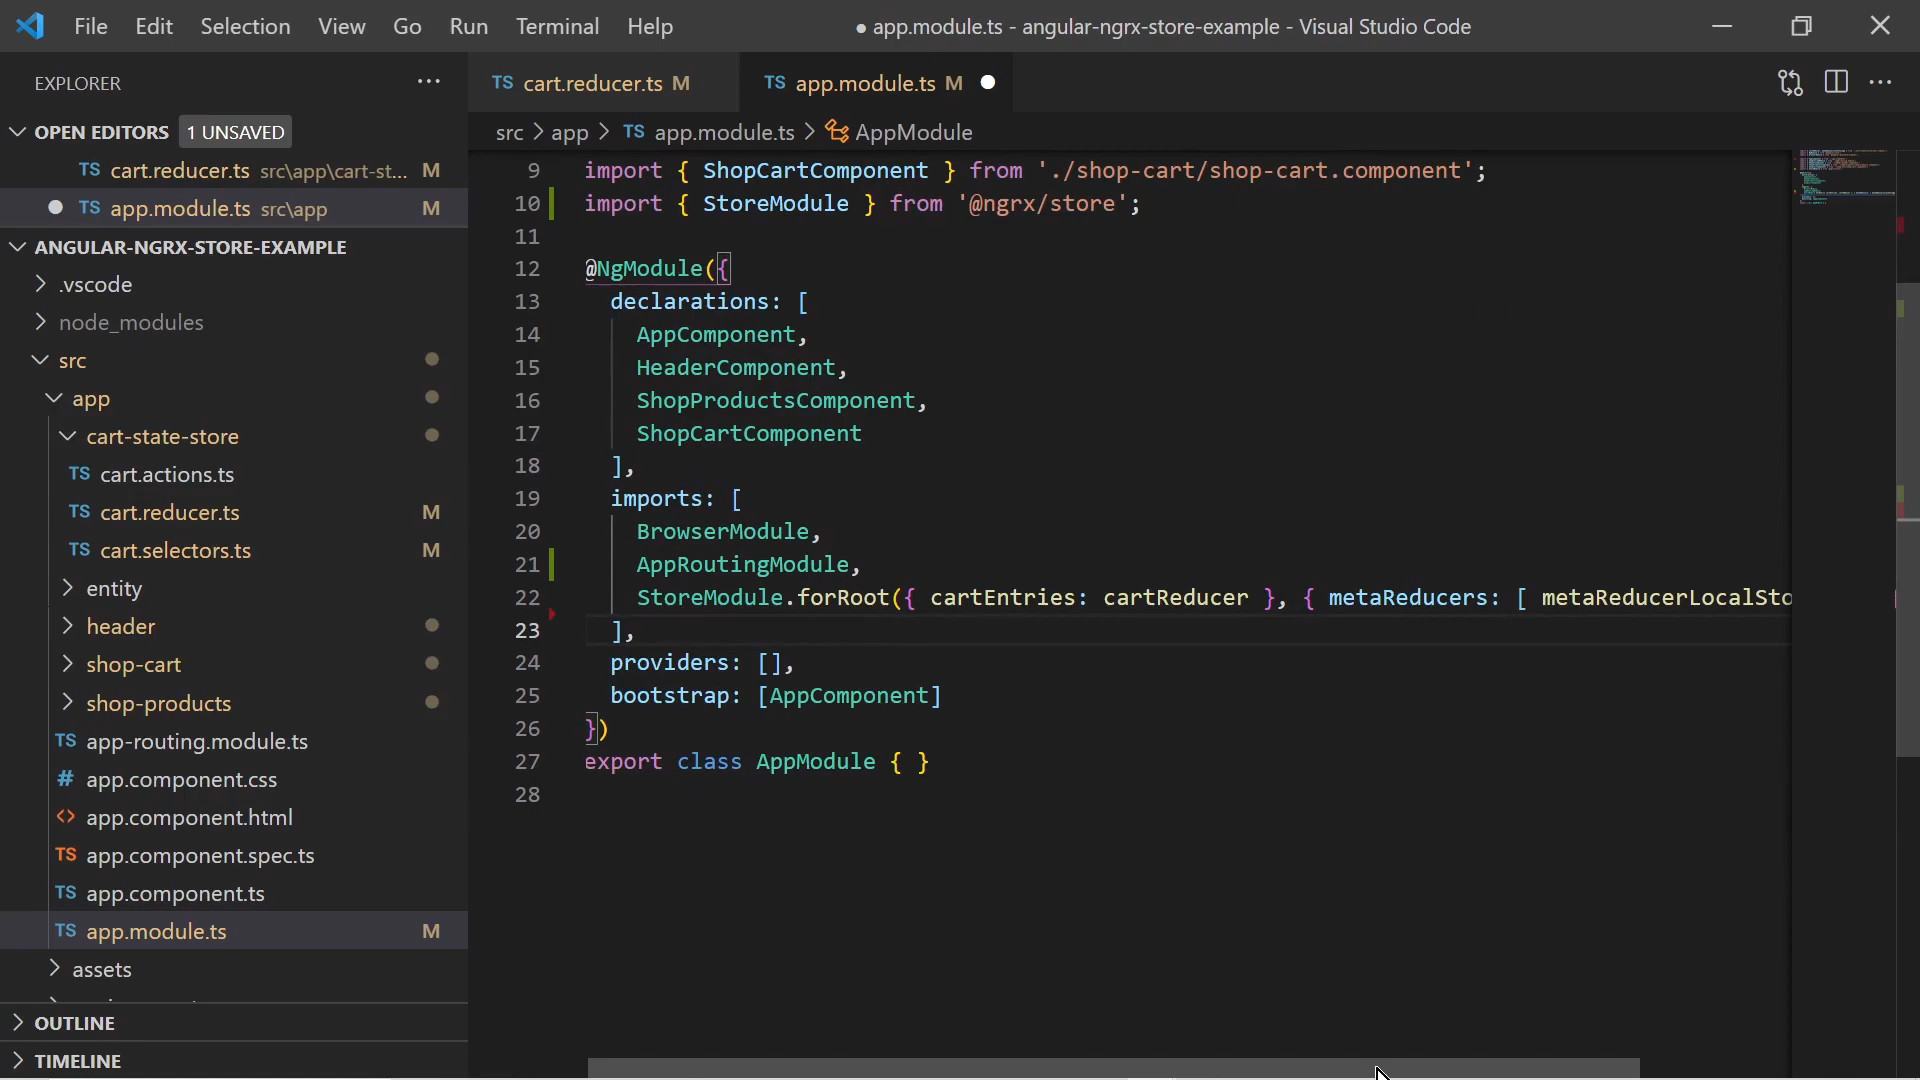 File Edit Selection View Go Run Terminal Help ● app.module.ts - angular-ngrx-store-example - Visual Studio Code
EXPLORER ···
OPEN EDITORS 1 UNSAVED
TS cart.reducer.ts src\app\cart-st... M
● TS app.module.ts src\app M
ANGULAR-NGRX-STORE-EXAMPLE
.vscode
node_modules
src
app
cart-state-store
TS cart.actions.ts
TS cart.reducer.ts M
TS cart.selectors.ts M
entity
header
shop-cart
shop-products
TS app-routing.module.ts
# app.component.css
<> app.component.html
TS app.component.spec.ts
TS app.component.ts
TS app.module.ts M
assets
OUTLINE
TIMELINE
TS cart.reducer.ts M TS app.module.ts M ●
src > app > TS app.module.ts > AppModule
9 import { ShopCartComponent } from './shop-cart/shop-cart.component';
10 import { StoreModule } from '@ngrx/store';
11
12 @NgModule({
13 declarations: [
14 AppComponent,
15 HeaderComponent,
16 ShopProductsComponent,
17 ShopCartComponent
18 ],
19 imports: [
20 BrowserModule,
21 AppRoutingModule,
22 StoreModule.forRoot({ cartEntries: cartReducer }, { metaReducers: [ metaReducerLocalSto
23 ],
24 providers: [],
25 bootstrap: [AppComponent]
26 })
27 export class AppModule { }
28